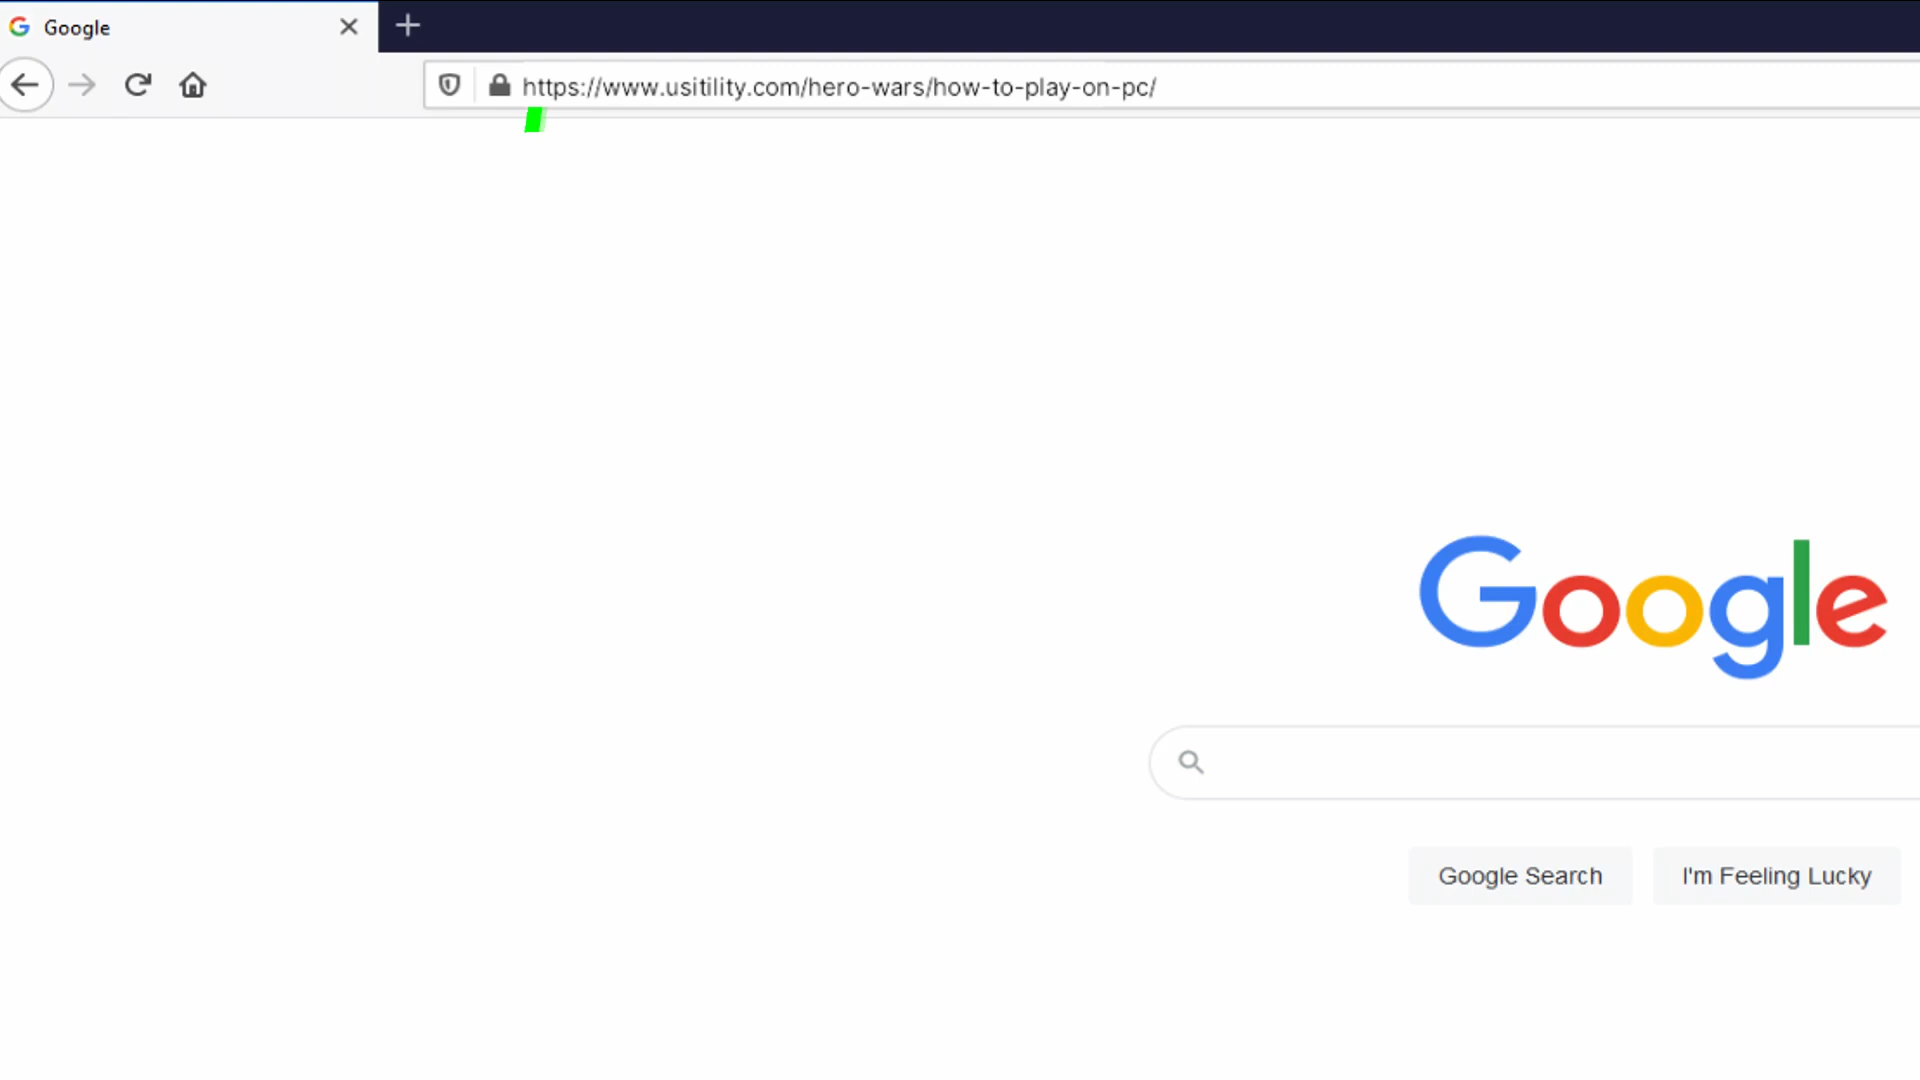 Google
https://www.usitility.com/hero-wars/how-to-play-on-pc/
Google
Google Search
I'm Feeling Lucky